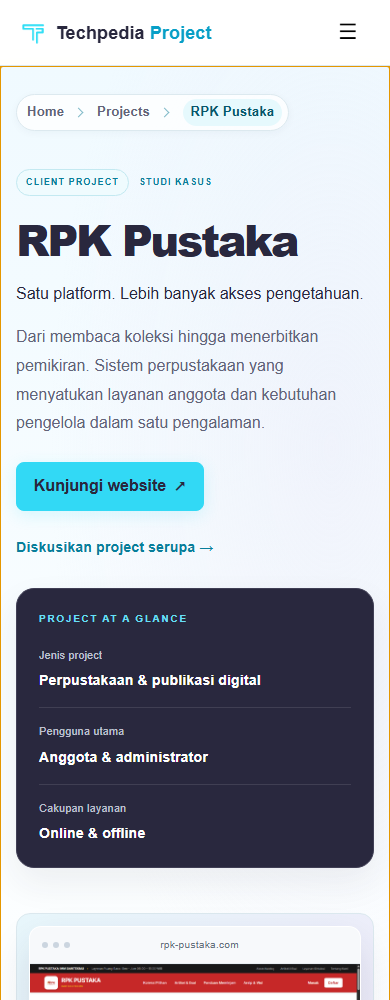 Techpedia Project
Home
Projects
RPK Pustaka
CLIENT PROJECT
STUDI KASUS
RPK Pustaka
Satu platform. Lebih banyak akses pengetahuan.
Dari membaca koleksi hingga menerbitkan
pemikiran. Sistem perpustakaan yang
menyatukan layanan anggota dan kebutuhan
pengelola dalam satu pengalaman.
Kunjungi website ↗
Diskusikan project serupa →
PROJECT AT A GLANCE
Jenis project
Perpustakaan & publikasi digital
Pengguna utama
Anggota & administrator
Cakupan layanan
Online & offline
rpk-pustaka.com
RPK PUSTAKA
Masuk
Daftar